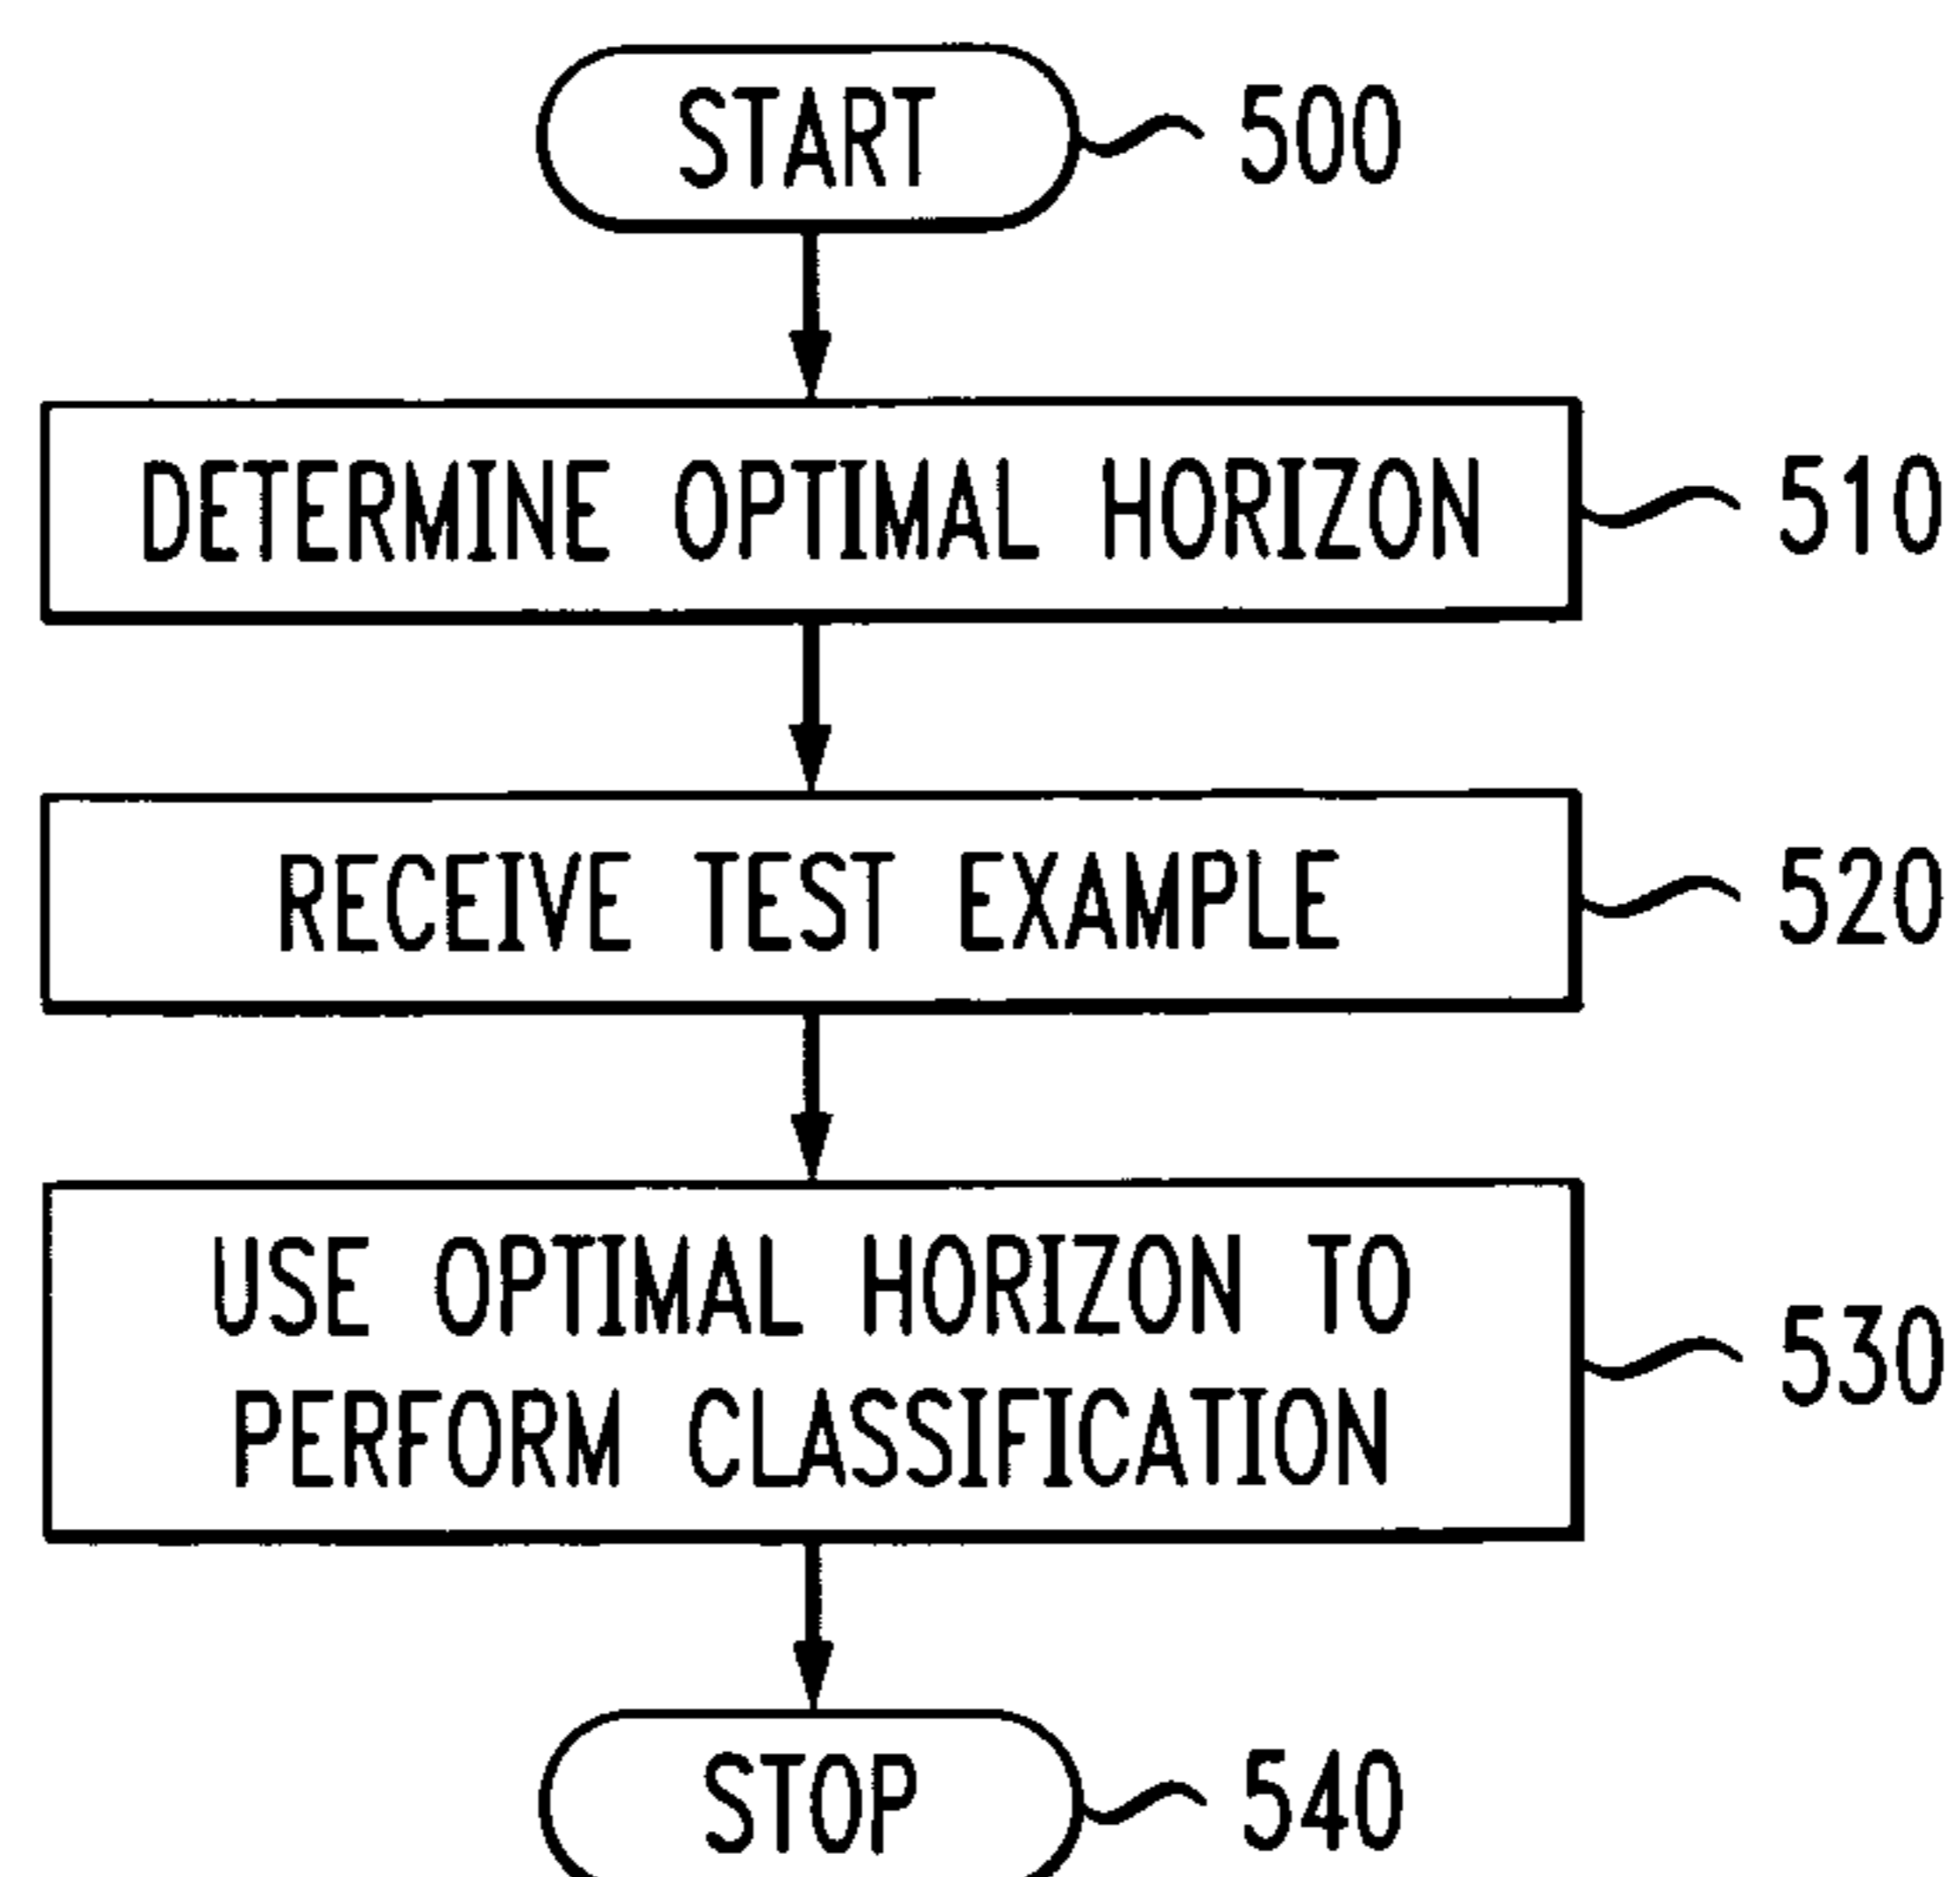 START 500
DETERMINE OPTIMAL HORIZON 510
RECEIVE TEST EXAMPLE 520
USE OPTIMAL HORIZON TO
PERFORM CLASSIFICATION
530
STOP 540